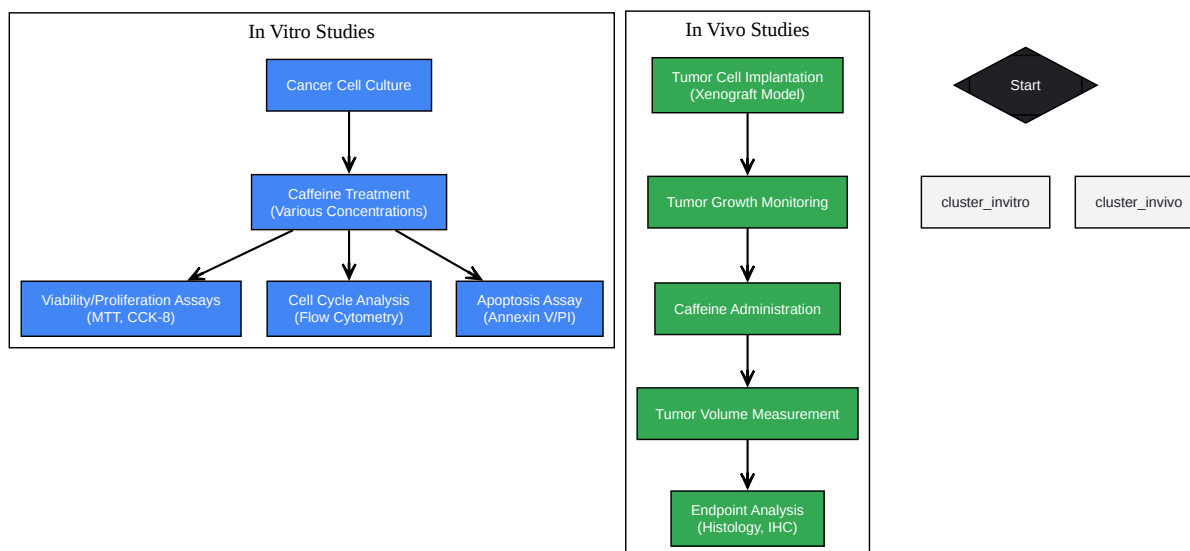 In Vitro Studies
Cancer Cell Culture
Caffeine Treatment
(Various Concentrations)
Viability/Proliferation Assays
(MTT, CCK-8)
Cell Cycle Analysis
(Flow Cytometry)
Apoptosis Assay
(Annexin V/PI)
In Vivo Studies
Tumor Cell Implantation
(Xenograft Model)
Tumor Growth Monitoring
Caffeine Administration
Tumor Volume Measurement
Endpoint Analysis
(Histology, IHC)
Start
cluster_invitro
cluster_invivo